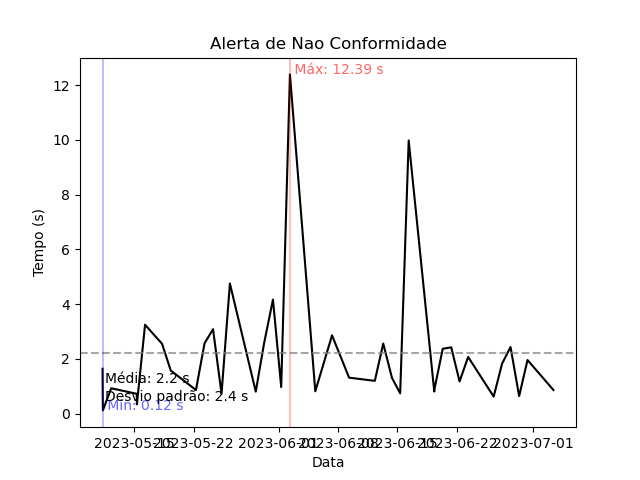 Alerta de Nao Conformidade
Máx: 12.39 s
12
10
8
6
4
2
0
Tempo (s)
Média: 2.2 s
Desvio padrão: 2.4 s
Min: 0.12 s
2023-05-15 2023-05-22 2023-06-01 2023-06-08 2023-06-15 2023-06-22 2023-07-01
Data